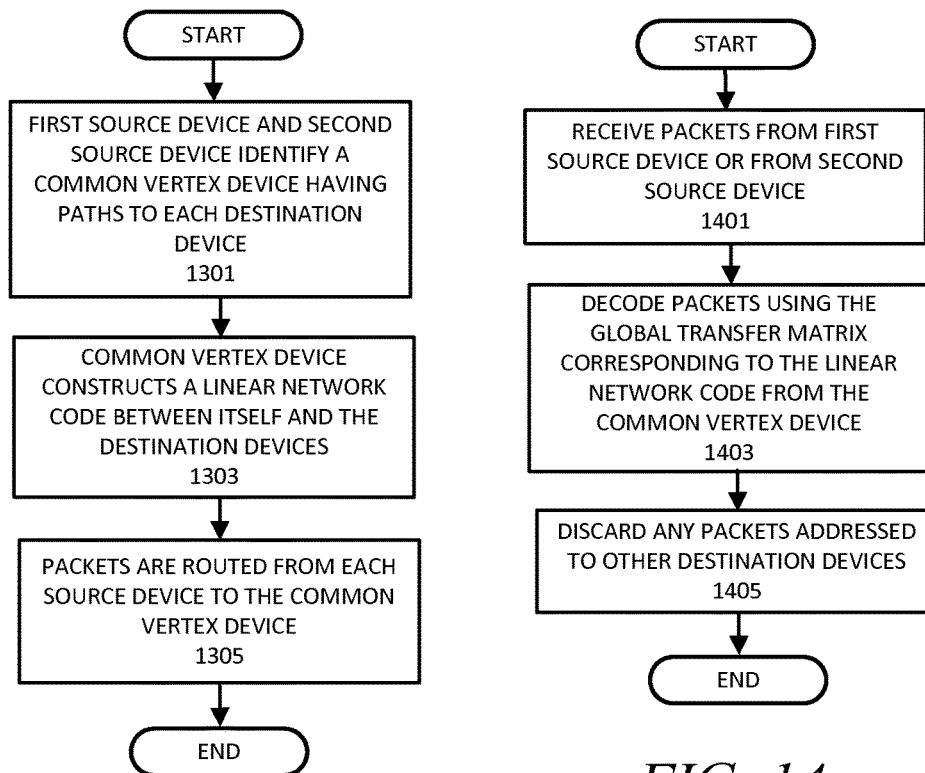 START
FIRST SOURCE DEVICE AND SECOND
SOURCE DEVICE IDENTIFY A
COMMON VERTEX DEVICE HAVING
PATHS TO EACH DESTINATION
DEVICE
1301
COMMON VERTEX DEVICE
CONSTRUCTS A LINEAR NETWORK
CODE BETWEEN ITSELF AND THE
DESTINATION DEVICES
1303
PACKETS ARE ROUTED FROM EACH
SOURCE DEVICE TO THE COMMON
VERTEX DEVICE
1305
END
START
RECEIVE PACKETS FROM FIRST
SOURCE DEVICE OR FROM SECOND
SOURCE DEVICE
1401
DECODE PACKETS USING THE
GLOBAL TRANSFER MATRIX
CORRESPONDING TO THE LINEAR
NETWORK CODE FROM THE
COMMON VERTEX DEVICE
1403
DISCARD ANY PACKETS ADDRESSED
TO OTHER DESTINATION DEVICES
1405
END
FIG. 14